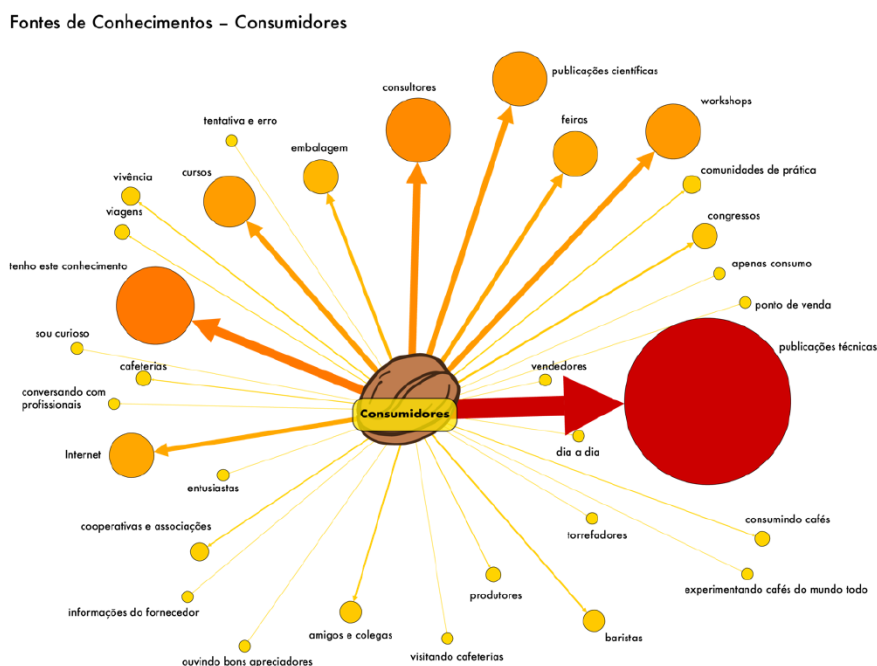 Fontes de Conhecimentos – Consumidores
publicações científicas
consultores
workshops
tentativa e erro
feiras
embalagem
cursos
comunidades de prática
vivência
viagens
congressos
apenas consumo
tenho este conhecimento
ponto de venda
sou curioso
publicações técnicas
cafeterias
vendedores
conversando com
profissionais
Consumidores
Internet
dia a dia
entusiastas
cooperativas e associações
consumindo cafés
torrefadores
experimentando cafés do mundo todo
produtores
informações do fornecedor
amigos e colegas
baristas
visitando cafeterias
ouvindo bons apreciadores